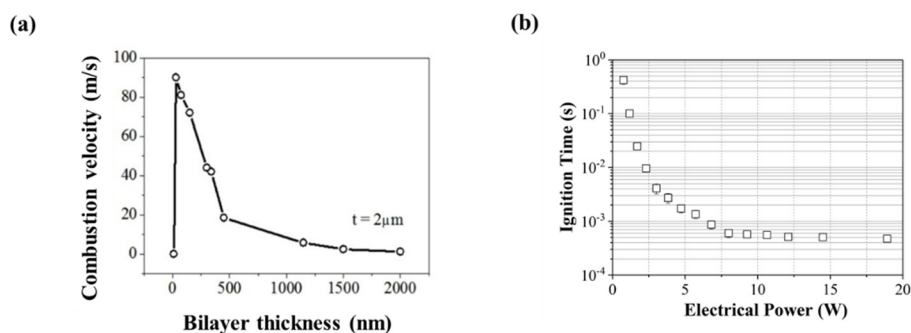 (a)
Combustion velocity (m/s)
100
80
60
40
20
0
t = 2µm
0 500 1000 1500 2000
Bilayer thickness (nm)
(b)
Ignition Time (s)
10⁰
10⁻¹
10⁻²
10⁻³
10⁻⁴
0 5 10 15 20
Electrical Power (W)